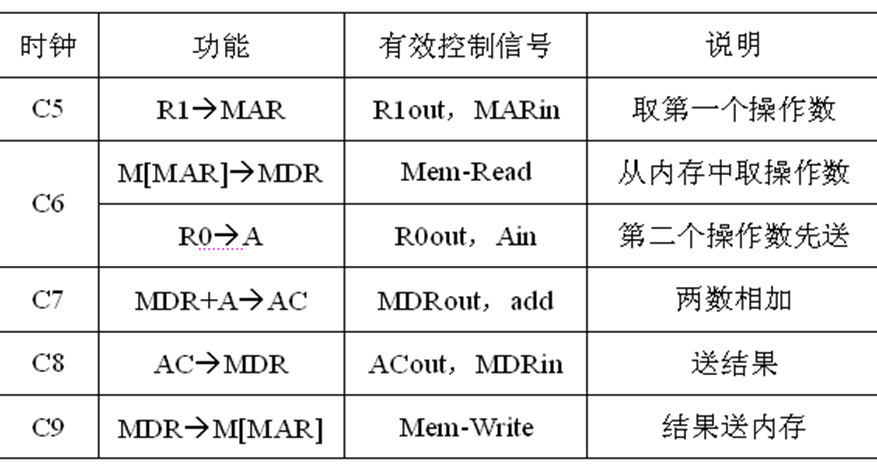 时钟 功能 有效控制信号 说明
C5 R1→MAR R1out，MARin 取第一个操作数
C6 M[MAR]→MDR Mem-Read 从内存中取操作数
R0→A R0out，Ain 第二个操作数先送
C7 MDR+A→AC MDRout，add 两数相加
C8 AC→MDR ACout，MDRin 送结果
C9 MDR→M[MAR] Mem-Write 结果送内存